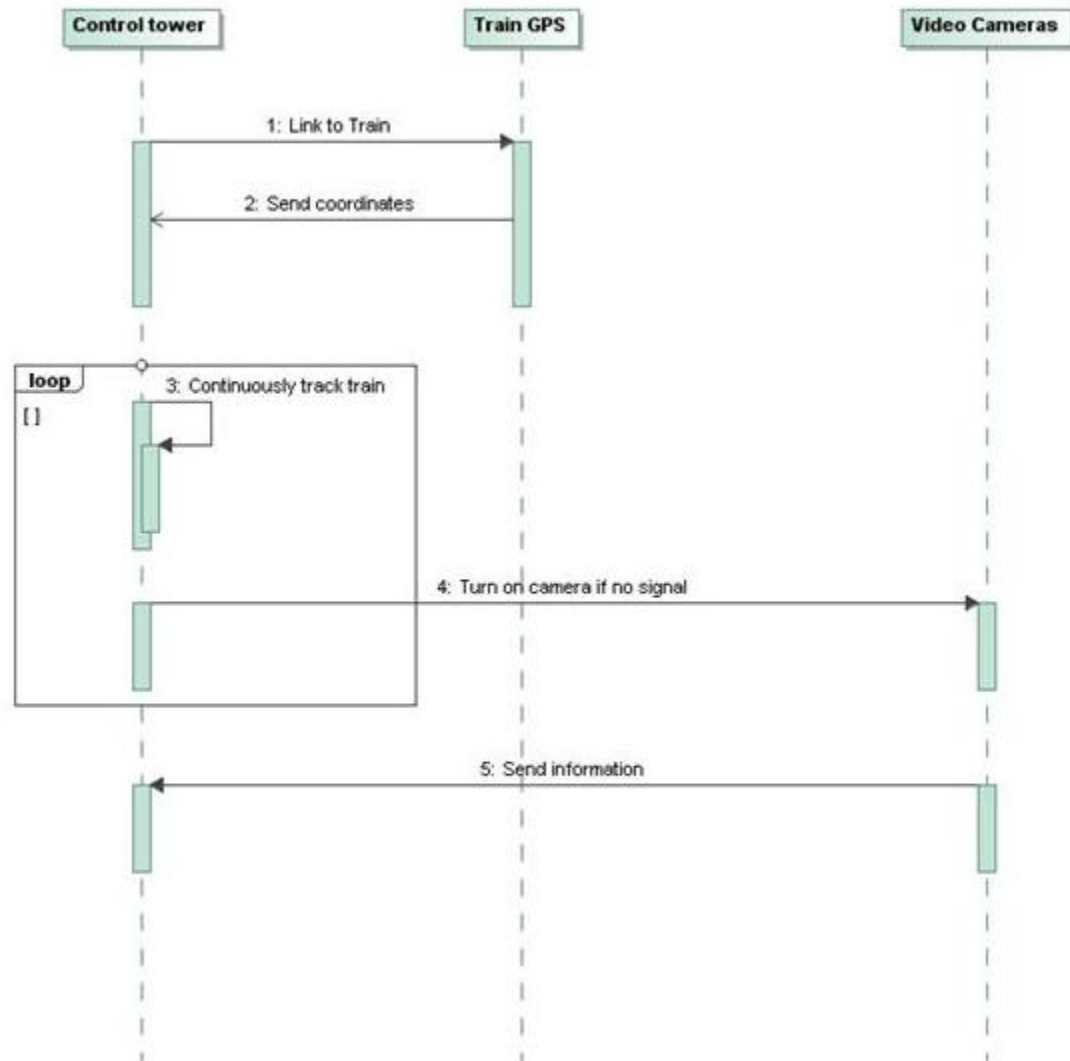 Control tower
Train GPS
Video Cameras
1: Link to Train
2: Send coordinates
loop
3: Continuously track train
[ ]
4: Turn on camera if no signal
5: Send information